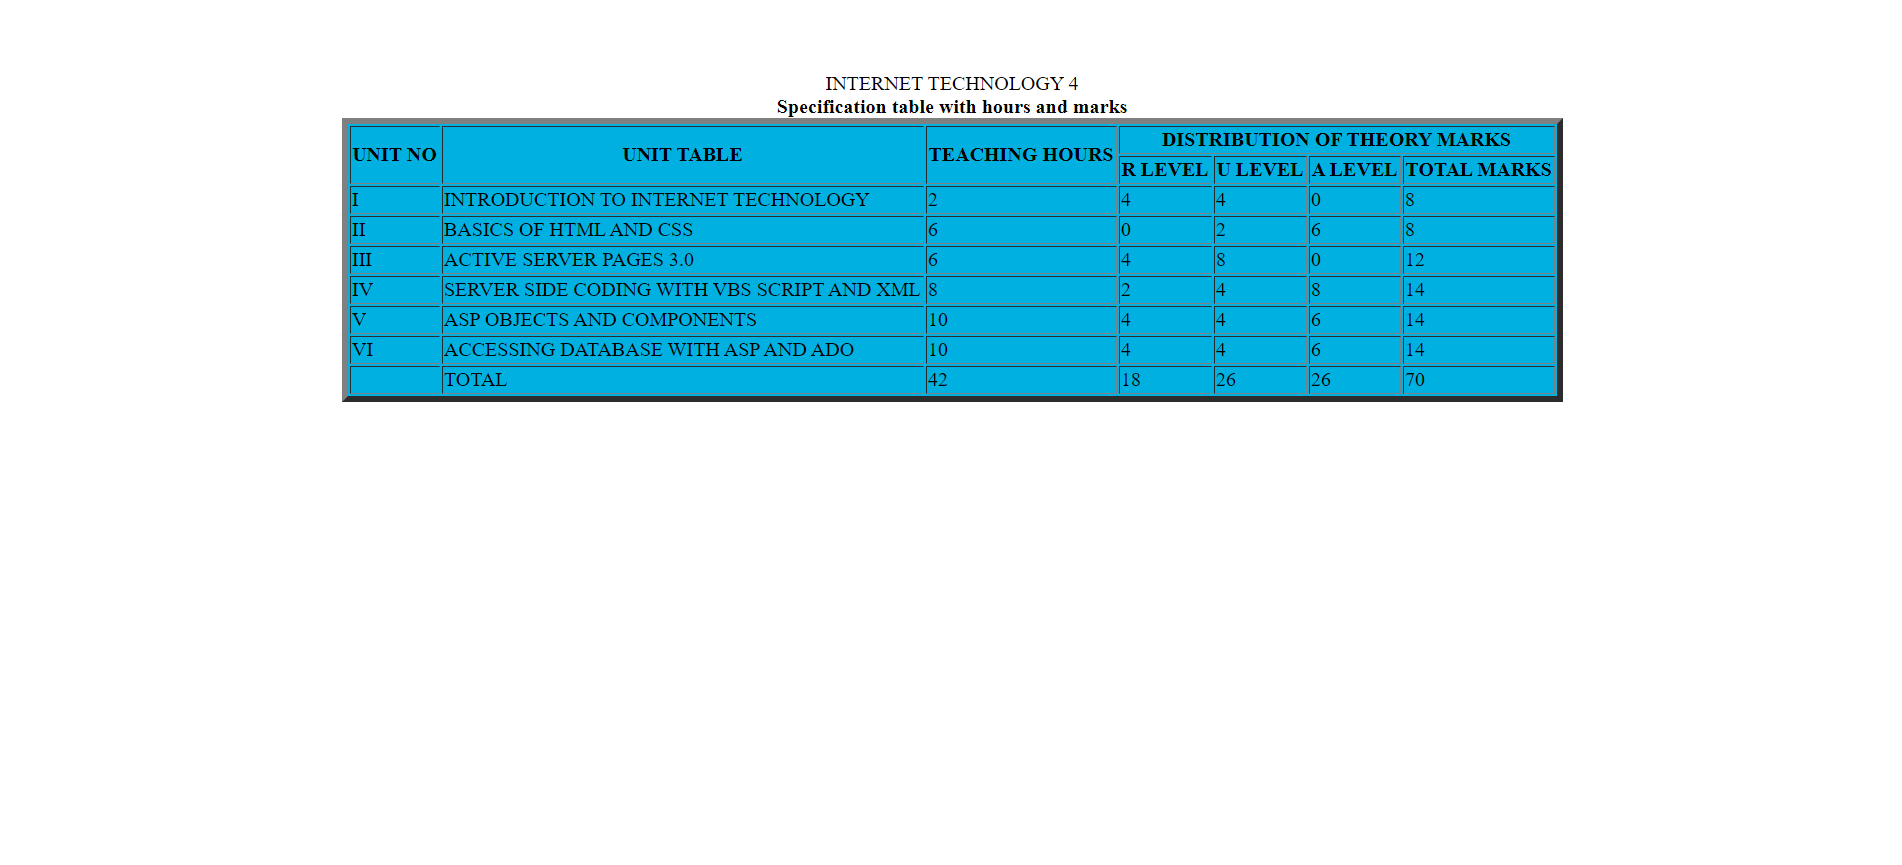 INTERNET TECHNOLOGY 4
Specification table with hours and marks
UNIT NO UNIT TABLE TEACHING HOURS DISTRIBUTION OF THEORY MARKS
R LEVEL U LEVEL A LEVEL TOTAL MARKS
I INTRODUCTION TO INTERNET TECHNOLOGY 2 4 4 0 8
II BASICS OF HTML AND CSS 6 0 2 6 8
III ACTIVE SERVER PAGES 3.0 6 4 8 0 12
IV SERVER SIDE CODING WITH VBS SCRIPT AND XML 8 2 4 8 14
V ASP OBJECTS AND COMPONENTS 10 4 4 6 14
VI ACCESSING DATABASE WITH ASP AND ADO 10 4 4 6 14
TOTAL 42 18 26 26 70